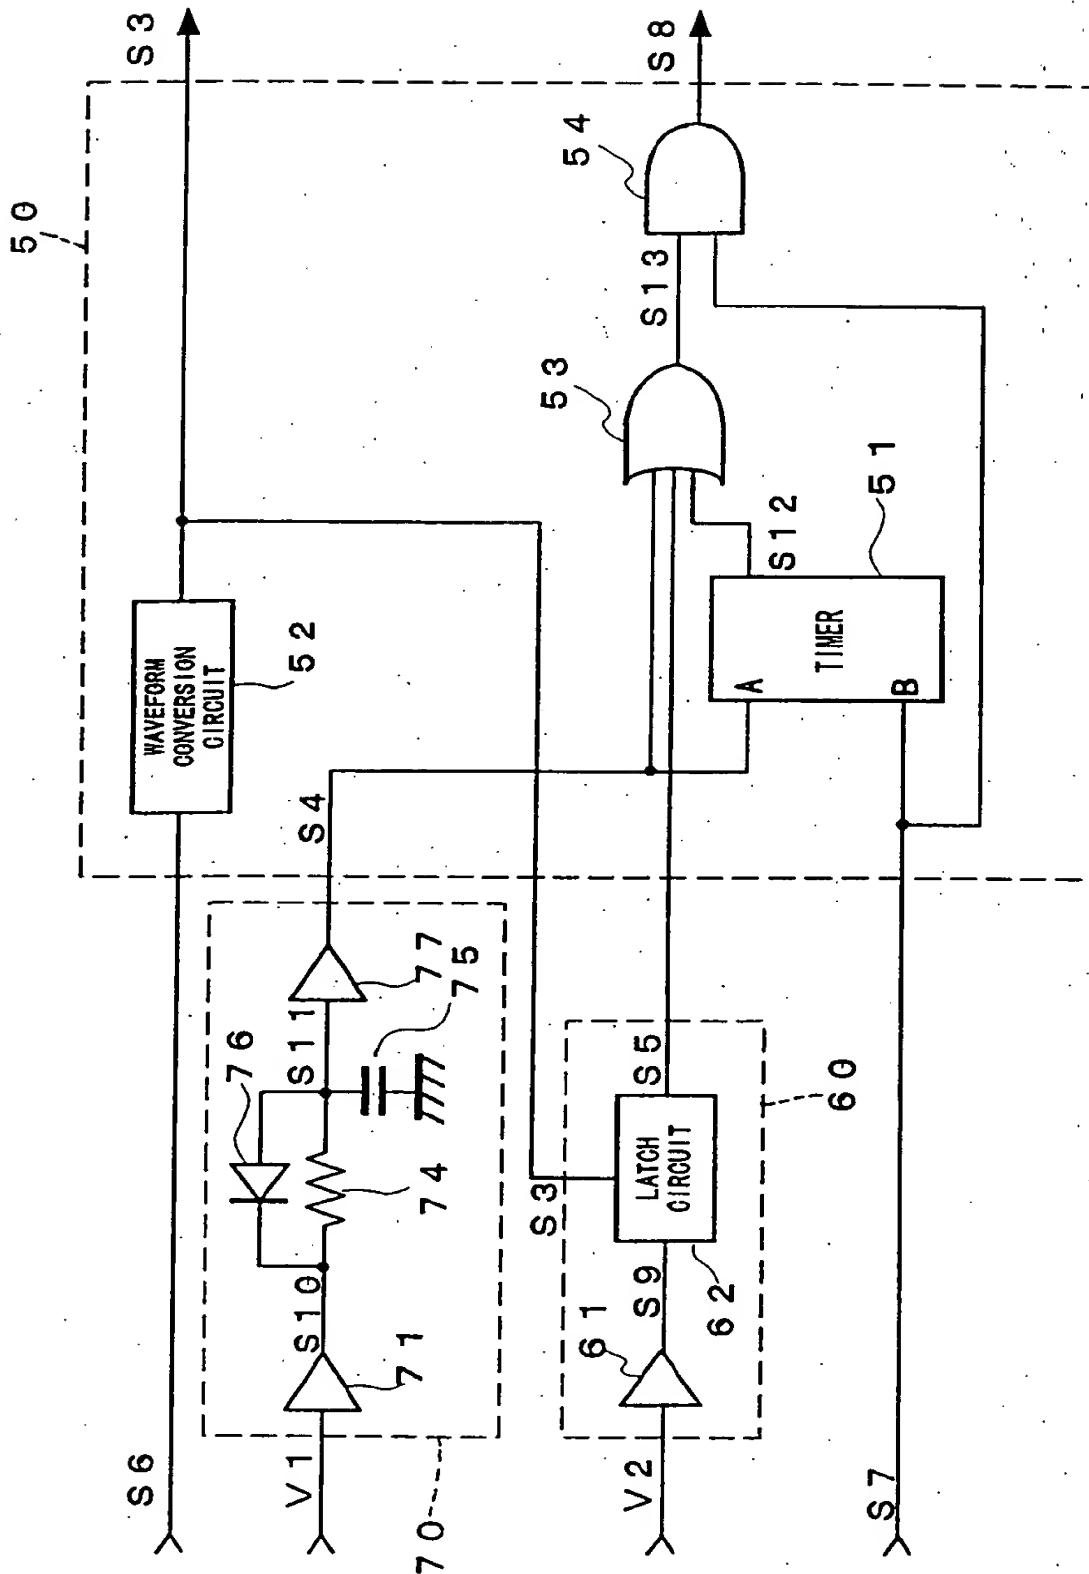 50
S6
WAVEFORM
CONVERSION
CIRCUIT
52
S3
70
V1
71
S10
76
74
S11
75
77
S4
V2
61
S9
S3
LATCH
CIRCUIT
62
S5
60
53
S13
54
S8
A
TIMER
B
S12
51
S7